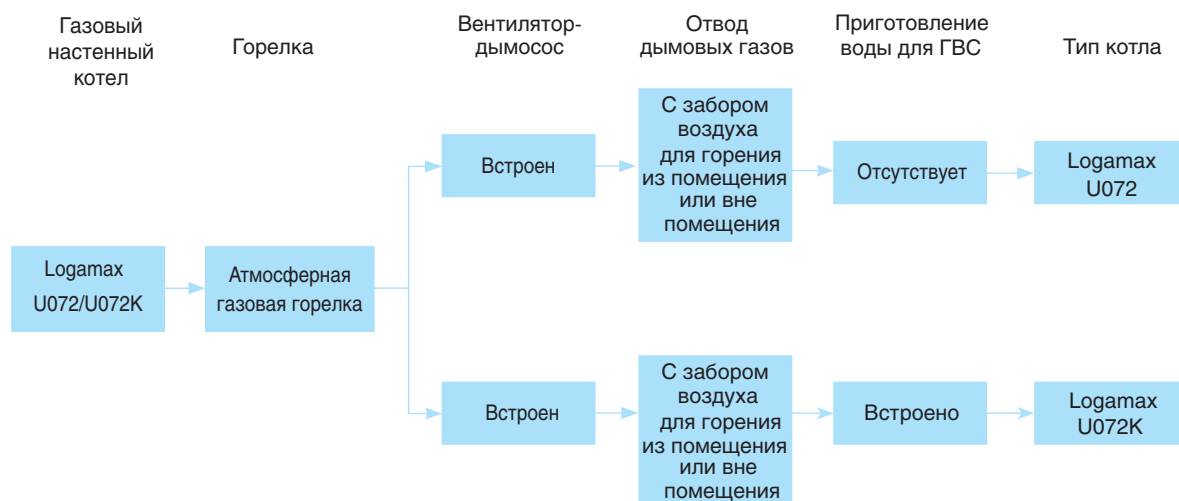 Газовый
настенный
котел
Горелка
Вентилятор-
дымосос
Отвод
дымовых газов
Приготовление
воды для ГВС
Тип котла
Logamax
U072/U072K
Атмосферная
газовая горелка
Встроен
С забором
воздуха
для горения
из помещения
или вне
помещения
Отсутствует
Logamax
U072
Встроен
С забором
воздуха
для горения
из помещения
или вне
помещения
Встроено
Logamax
U072K